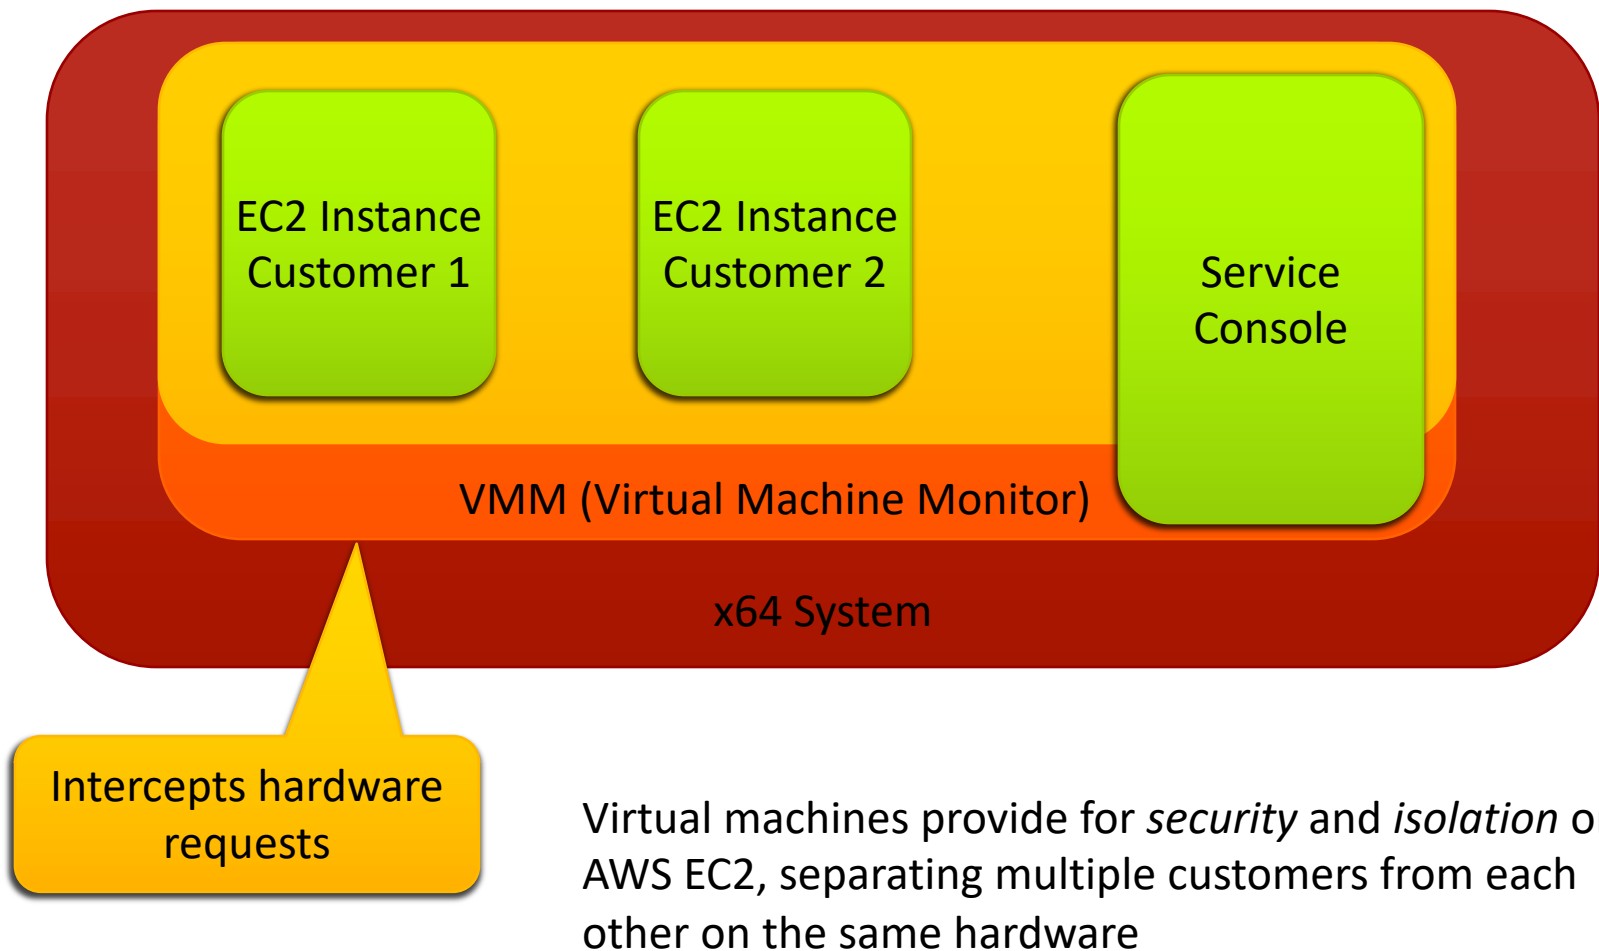 EC2 Instance
Customer 1
EC2 Instance
Customer 2
Service
Console
VMM (Virtual Machine Monitor)
x64 System
Intercepts hardware
requests
Virtual machines provide for security and isolation o
AWS EC2, separating multiple customers from each
other on the same hardware